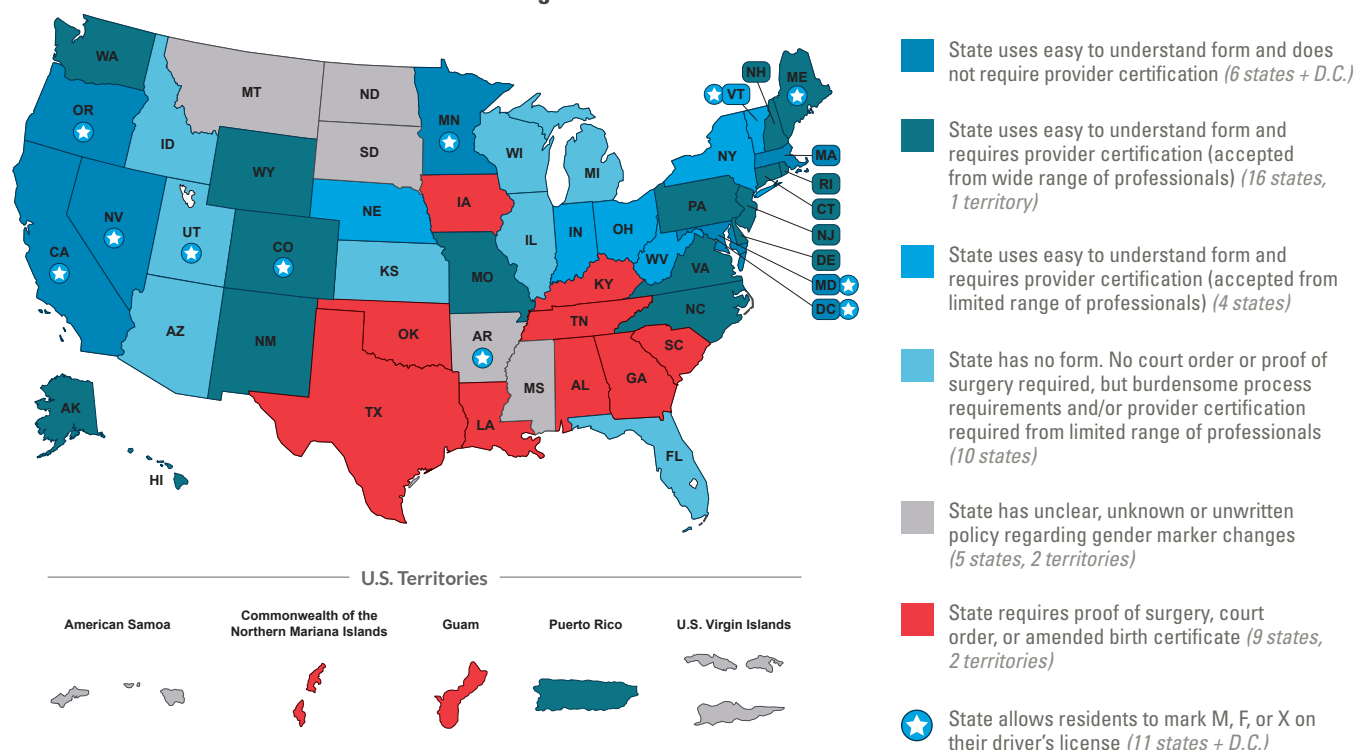 WA
MT
ND
MN
OR
ID
SD
WY
WI
MI
NH
ME
VT
NY
MA
RI
CT
NJ
DE
MD
DC
NV
UT
CA
CO
NE
IA
IL
IN
OH
PA
WV
VA
KS
MO
KY
NC
AZ
NM
OK
AR
TN
SC
MS
AL
GA
TX
LA
FL
AK
HI
U.S. Territories
American Samoa
Commonwealth of the
Northern Mariana Islands
Guam
Puerto Rico
U.S. Virgin Islands
State uses easy to understand form and does
not require provider certification (6 states + D.C.)
State uses easy to understand form and
requires provider certification (accepted
from wide range of professionals) (16 states,
1 territory)
State uses easy to understand form and
requires provider certification (accepted from
limited range of professionals) (4 states)
State has no form. No court order or proof of
surgery required, but burdensome process
requirements and/or provider certification
required from limited range of professionals
(10 states)
State has unclear, unknown or unwritten
policy regarding gender marker changes
(5 states, 2 territories)
State requires proof of surgery, court
order, or amended birth certificate (9 states,
2 territories)
State allows residents to mark M, F, or X on
their driver's license (11 states + D.C.)